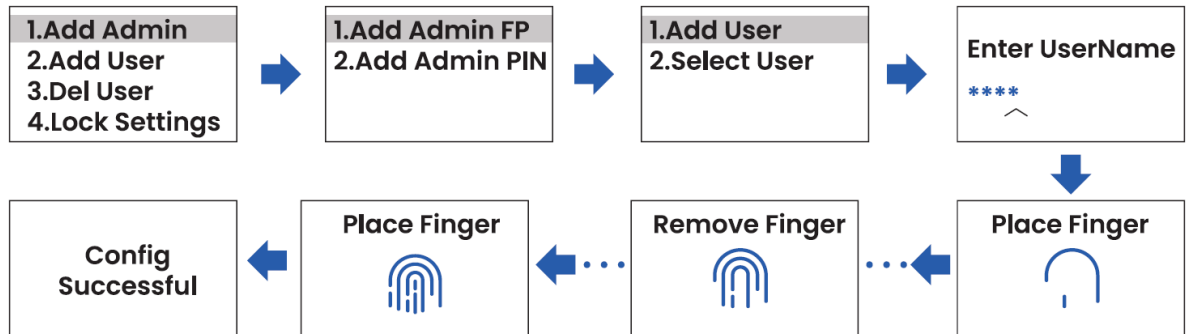 1.Add Admin
2.Add User
3.Del User
4.Lock Settings
1.Add Admin FP
2.Add Admin PIN
1.Add User
2.Select User
Enter UserName
****
Place Finger
Remove Finger
Place Finger
Config
Successful